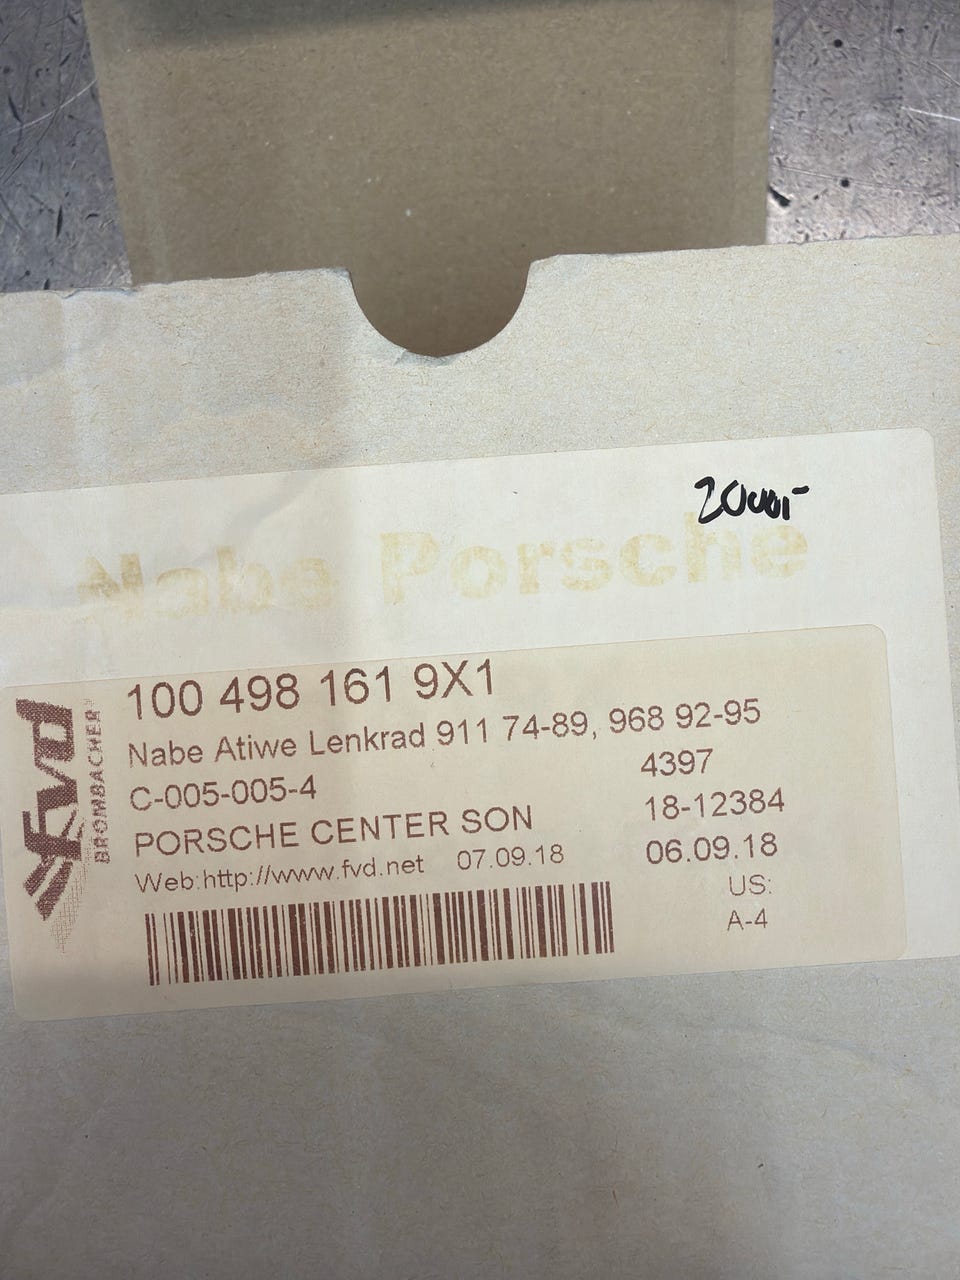 Nabe Porsche
fvd
BROMBACHER
100 498 161 9X1
Nabe Atiwe Lenkrad 911 74-89, 968 92-95
C-005-005-4 4397
PORSCHE CENTER SON 18-12384
Web:http://www.fvd.net 07.09.18 06.09.18
US:
A-4